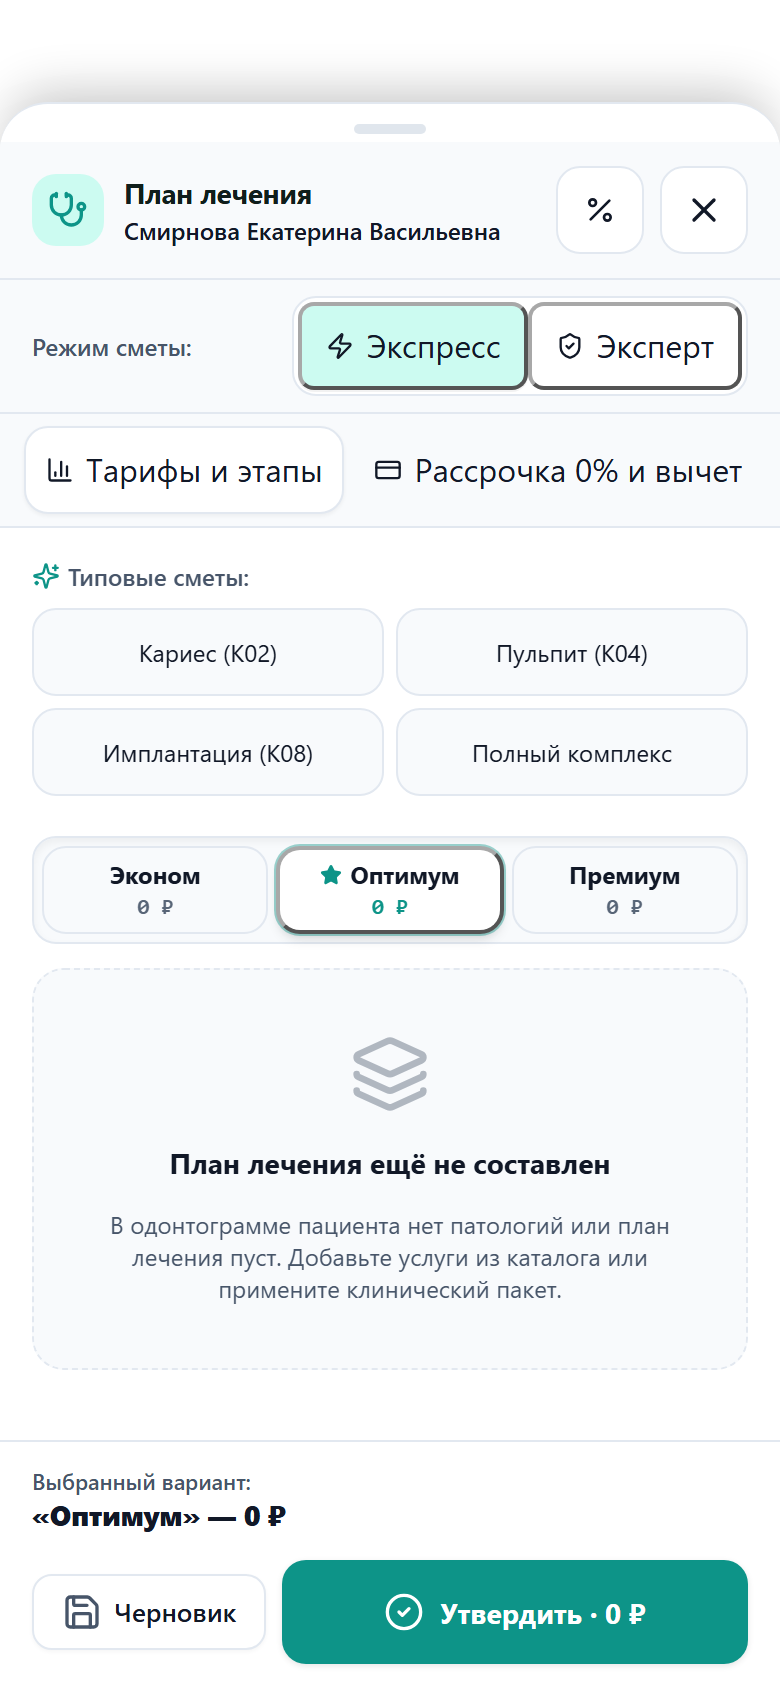 План лечения
Смирнова Екатерина Васильевна
Режим сметы:
Экспресс
Эксперт
Тарифы и этапы
Рассрочка 0% и вычет
Типовые сметы:
Кариес (К02)
Пульпит (К04)
Имплантация (К08)
Полный комплекс
Эконом
0 ₽
Оптимум
0 ₽
Премиум
0 ₽
План лечения ещё не составлен
В одонтограмме пациента нет патологий или план
лечения пуст. Добавьте услуги из каталога или
примените клинический пакет.
Выбранный вариант:
«Оптимум» — 0 ₽
Черновик
Утвердить · 0 ₽